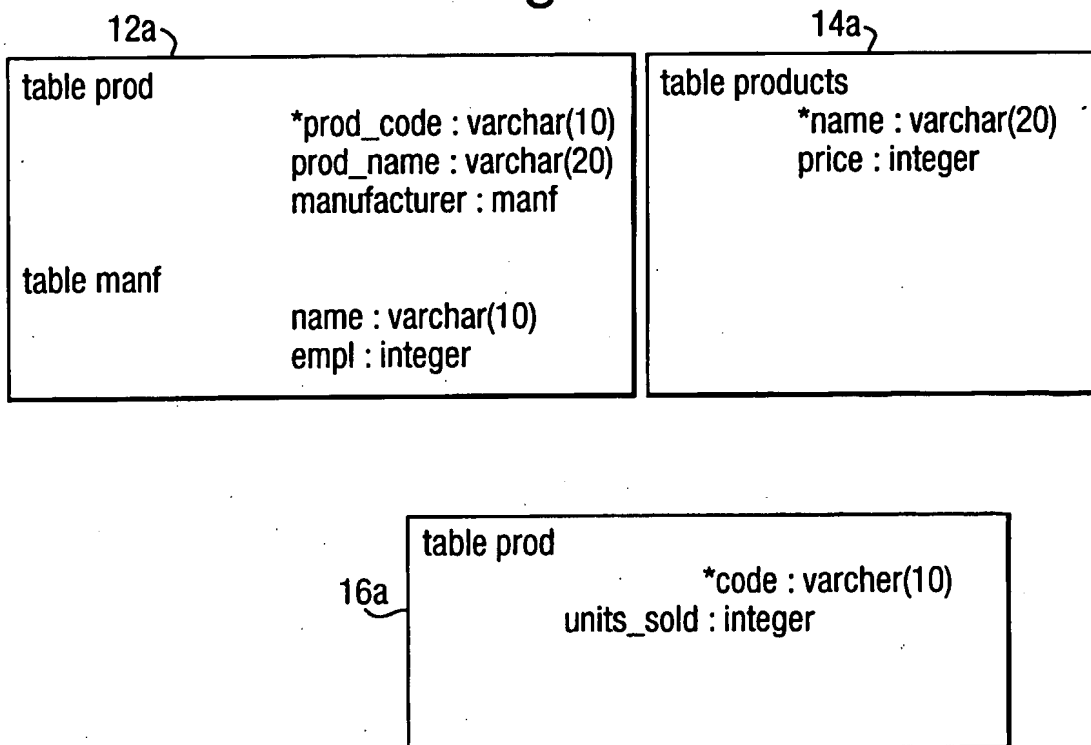 g
12a
table prod
*prod_code : varchar(10)
prod_name : varchar(20)
manufacturer : manf
table manf
name : varchar(10)
empl : integer
14a
table products
*name : varchar(20)
price : integer
16a
table prod
*code : varcher(10)
units_sold : integer